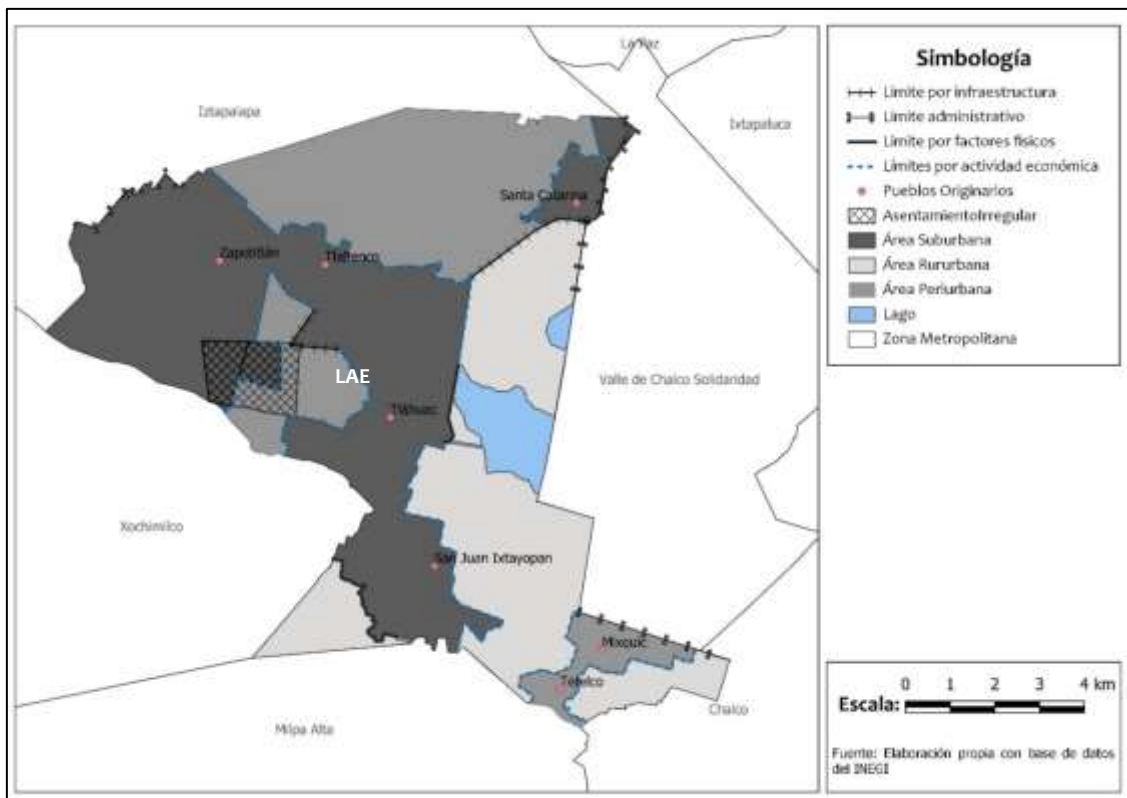 La Paz
Iztapalapa
Ixtapaluca
Santa Catarina
Zapotitlán
Tlaltenco
LAE
Tláhuac
Valle de Chalco Solidaridad
Xochimilco
San Juan Ixtayopan
Mixquic
Tetelco
Chalco
Milpa Alta
Simbología
Límite por infraestructura
Límite administrativo
Límite por factores físicos
Límites por actividad económica
Pueblos Originarios
AsentamientoIrregular
Área Suburbana
Área Rururbana
Área Periurbana
Lago
Zona Metropolitana
0 1 2 3 4 km
Escala:
Fuente: Elaboración propia con base de datos
del INEGI